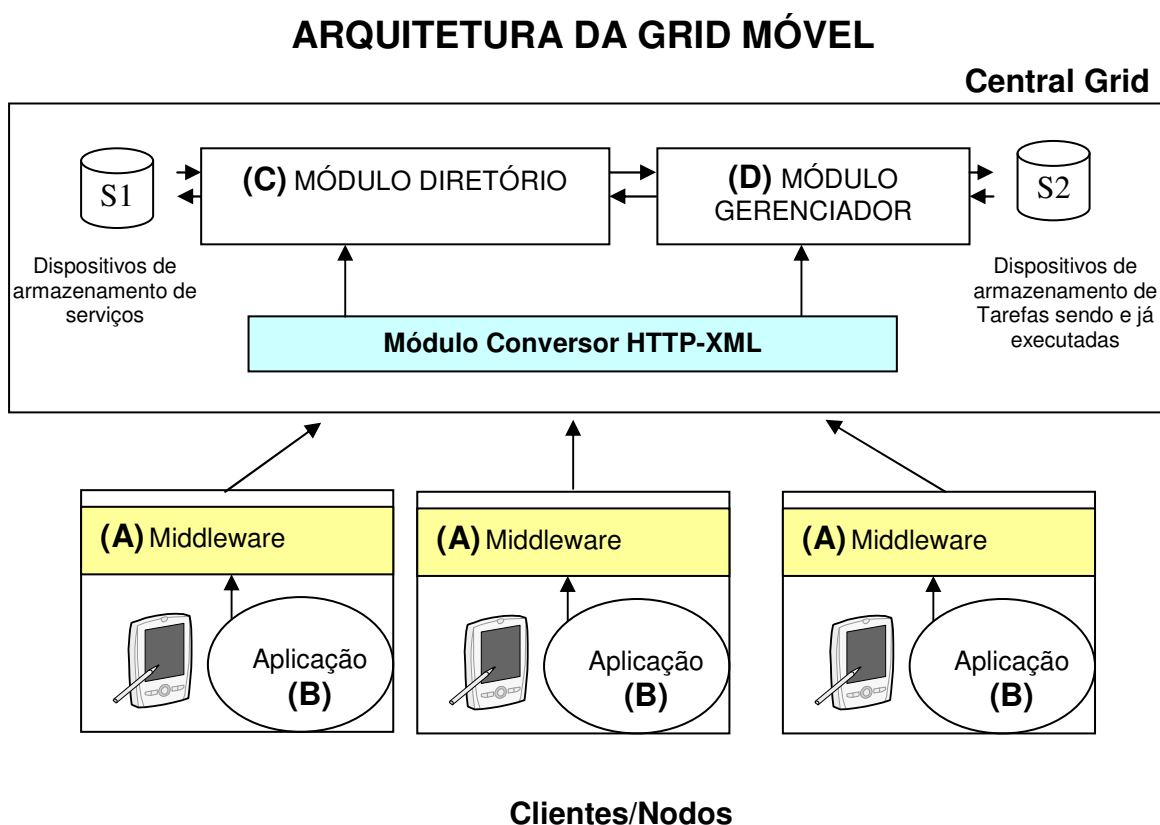 ARQUITETURA DA GRID MÓVEL
Central Grid
S1
(C) MÓDULO DIRETÓRIO
(D) MÓDULO
GERENCIADOR
S2
Dispositivos de
armazenamento de
serviços
Dispositivos de
armazenamento de
Tarefas sendo e já
executadas
Módulo Conversor HTTP-XML
(A) Middleware
(A) Middleware
(A) Middleware
Aplicação
(B)
Aplicação
(B)
Aplicação
(B)
Clientes/Nodos